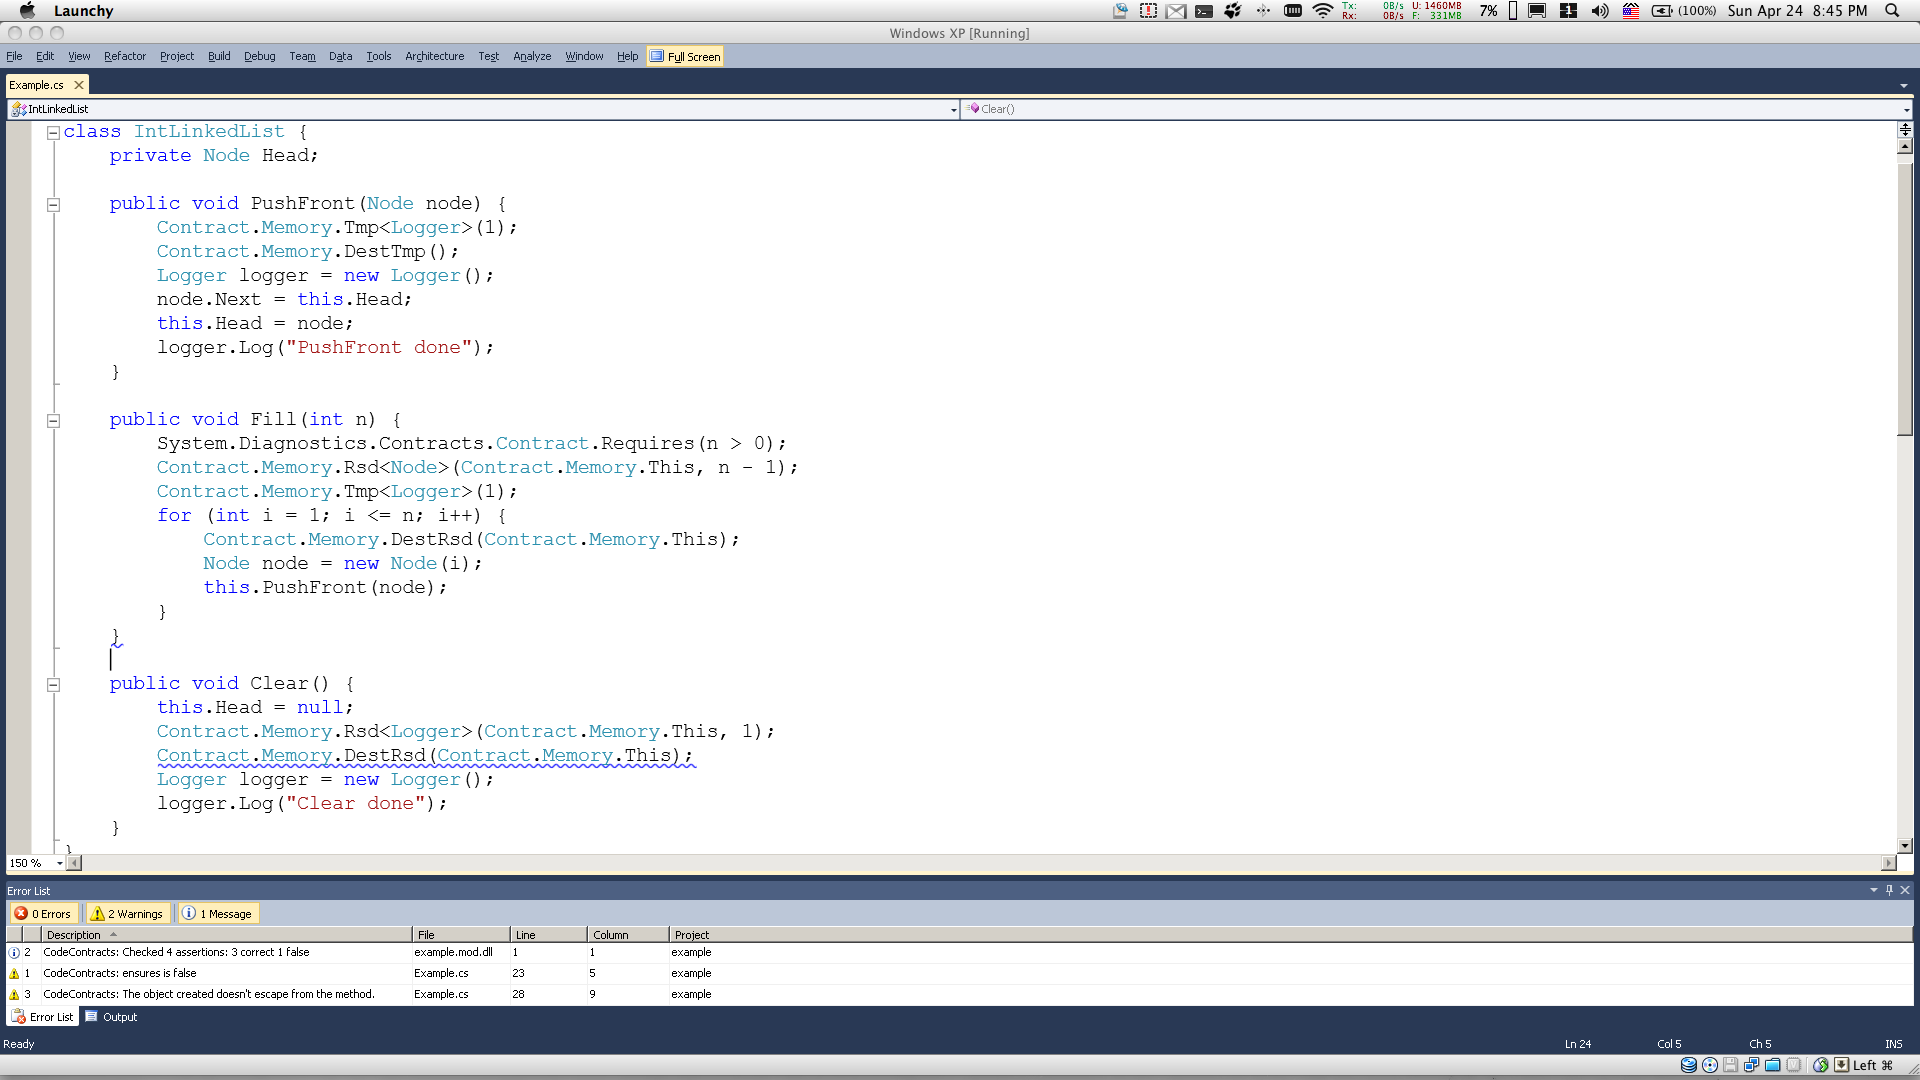 Launchy Tx: 0B/s U: 1460MB Rx: 0B/s F: 331MB 7% 1 (100%) Sun Apr 24 8:45 PM
Windows XP [Running]
File Edit View Refactor Project Build Debug Team Data Tools Architecture Test Analyze Window Help Full Screen
Example.cs
IntLinkedList Clear()
class IntLinkedList {
    private Node Head;
    public void PushFront(Node node) {
        Contract.Memory.Tmp<Logger>(1);
        Contract.Memory.DestTmp();
        Logger logger = new Logger();
        node.Next = this.Head;
        this.Head = node;
        logger.Log("PushFront done");
    }
    public void Fill(int n) {
        System.Diagnostics.Contracts.Contract.Requires(n > 0);
        Contract.Memory.Rsd<Node>(Contract.Memory.This, n - 1);
        Contract.Memory.Tmp<Logger>(1);
        for (int i = 1; i <= n; i++) {
            Contract.Memory.DestRsd(Contract.Memory.This);
            Node node = new Node(i);
            this.PushFront(node);
        }
    }
    public void Clear() {
        this.Head = null;
        Contract.Memory.Rsd<Logger>(Contract.Memory.This, 1);
        Contract.Memory.DestRsd(Contract.Memory.This);
        Logger logger = new Logger();
        logger.Log("Clear done");
    }
}
150 %
Error List
0 Errors 2 Warnings 1 Message
Description File Line Column Project
2 CodeContracts: Checked 4 assertions: 3 correct 1 false example.mod.dll 1 1 example
1 CodeContracts: ensures is false Example.cs 23 5 example
3 CodeContracts: The object created doesn't escape from the method. Example.cs 28 9 example
Error List Output
Ready Ln 24 Col 5 Ch 5 INS
Left ⌘